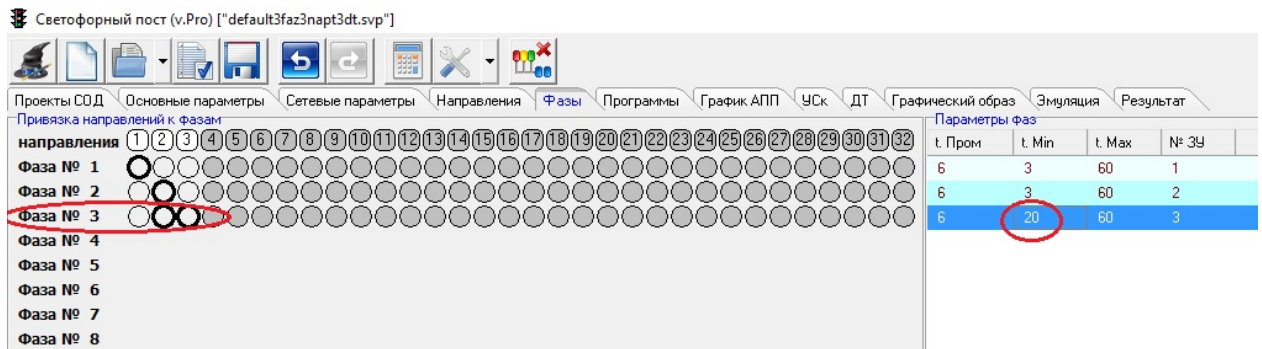 Светофорный пост (v.Pro) ["default3faz3napt3dt.svp"]
Проекты СОД Основные параметры Сетевые параметры Направления Фазы Программы График АПП УСк ДТ Графический образ Эмуляция Результат
Привязка направлений к фазам Параметры фаз
направления 1 2 3 4 5 6 7 8 9 10 11 12 13 14 15 16 17 18 19 20 21 22 23 24 25 26 27 28 29 30 31 32 t. Пром t. Min t. Max № ЗУ
Фаза № 1 6 3 60 1
Фаза № 2 6 3 60 2
Фаза № 3 6 20 60 3
Фаза № 4
Фаза № 5
Фаза № 6
Фаза № 7
Фаза № 8